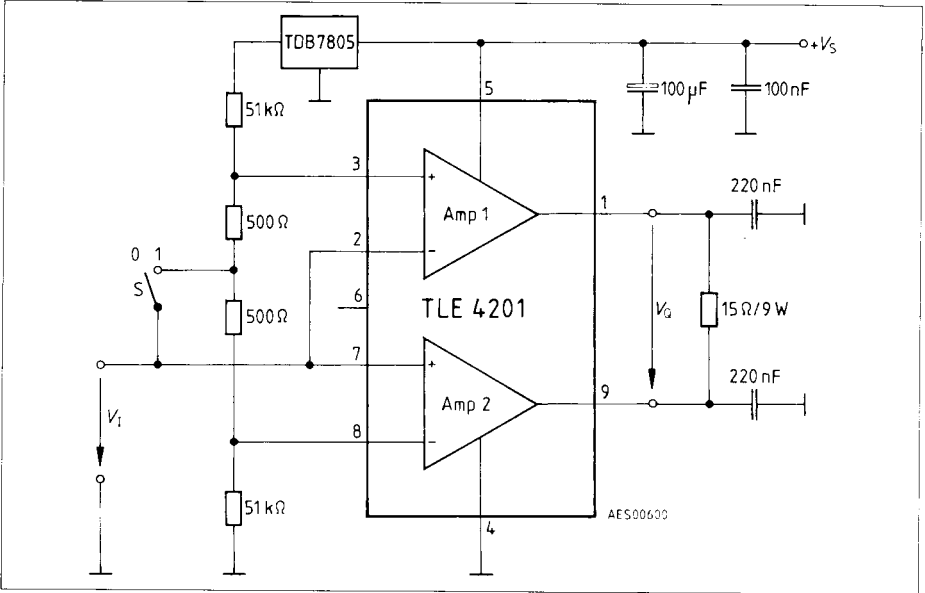 TDB7805
+VS
51kΩ
5
100µF
100nF
3
+
Amp 1
1
220nF
500Ω
2
-
0 1
S
6
TLE 4201
VQ
15Ω/9W
500Ω
7
+
Amp 2
9
220nF
VI
8
-
51kΩ
4
AES00600